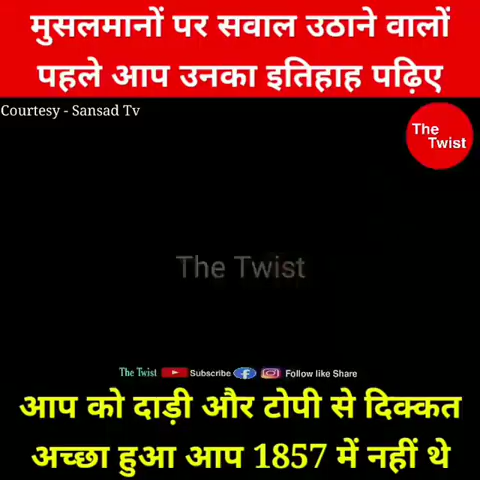 मुसलमानों पर सवाल उठाने वालों
पहले आप उनका इतिहाह पढ़िए
Courtesy - Sansad Tv
The
Twist
The Twist
The Twist Subscribe Follow like Share
आप को दाड़ी और टोपी से दिक्कत
अच्छा हुआ आप 1857 में नहीं थे